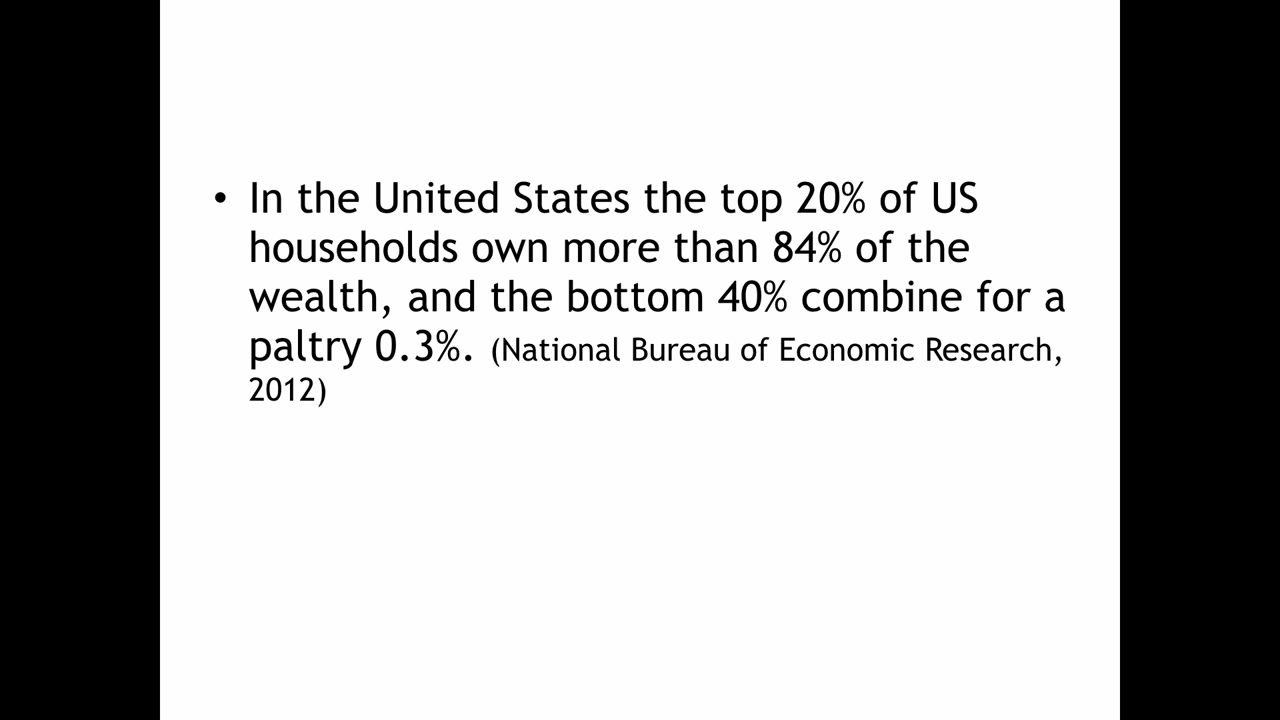 • In the United States the top 20% of US
households own more than 84% of the
wealth, and the bottom 40% combine for a
paltry 0.3%. (National Bureau of Economic Research,
2012)